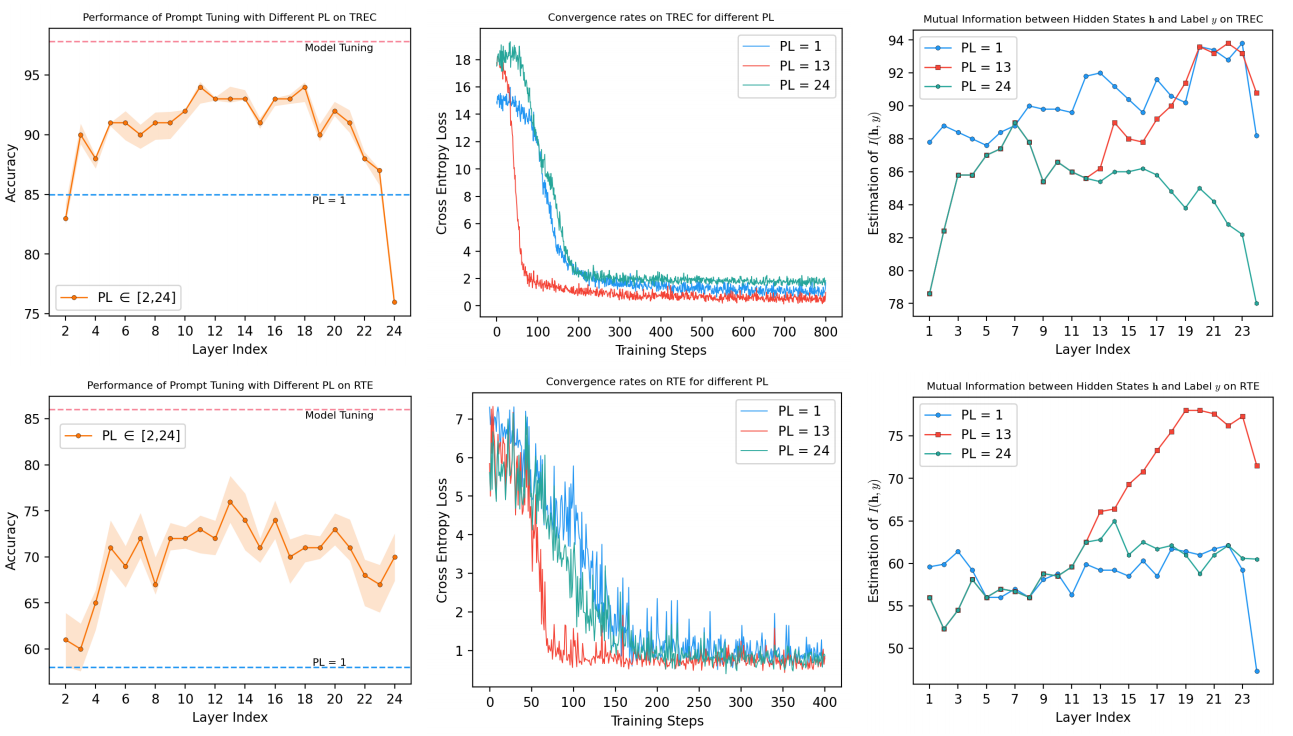 Performance of Prompt Tuning with Different PL on TREC
Accuracy
95
90
85
80
75
Model Tuning
PL = 1
PL ∈ [2,24]
2 4 6 8 10 12 14 16 18 20 22 24
Layer Index
Convergence rates on TREC for different PL
Cross Entropy Loss
18
16
14
12
10
8
6
4
2
0
PL = 1
PL = 13
PL = 24
0 100 200 300 400 500 600 700 800
Training Steps
Mutual Information between Hidden States h and Label y on TREC
Estimation of I(h, y)
94
92
90
88
86
84
82
80
78
PL = 1
PL = 13
PL = 24
1 3 5 7 9 11 13 15 17 19 21 23
Layer Index
Performance of Prompt Tuning with Different PL on RTE
Accuracy
85
80
75
70
65
60
Model Tuning
PL ∈ [2,24]
PL = 1
2 4 6 8 10 12 14 16 18 20 22 24
Layer Index
Convergence rates on RTE for different PL
Cross Entropy Loss
7
6
5
4
3
2
1
PL = 1
PL = 13
PL = 24
0 50 100 150 200 250 300 350 400
Training Steps
Mutual Information between Hidden States h and Label y on RTE
Estimation of I(h, y)
75
70
65
60
55
50
PL = 1
PL = 13
PL = 24
1 3 5 7 9 11 13 15 17 19 21 23
Layer Index